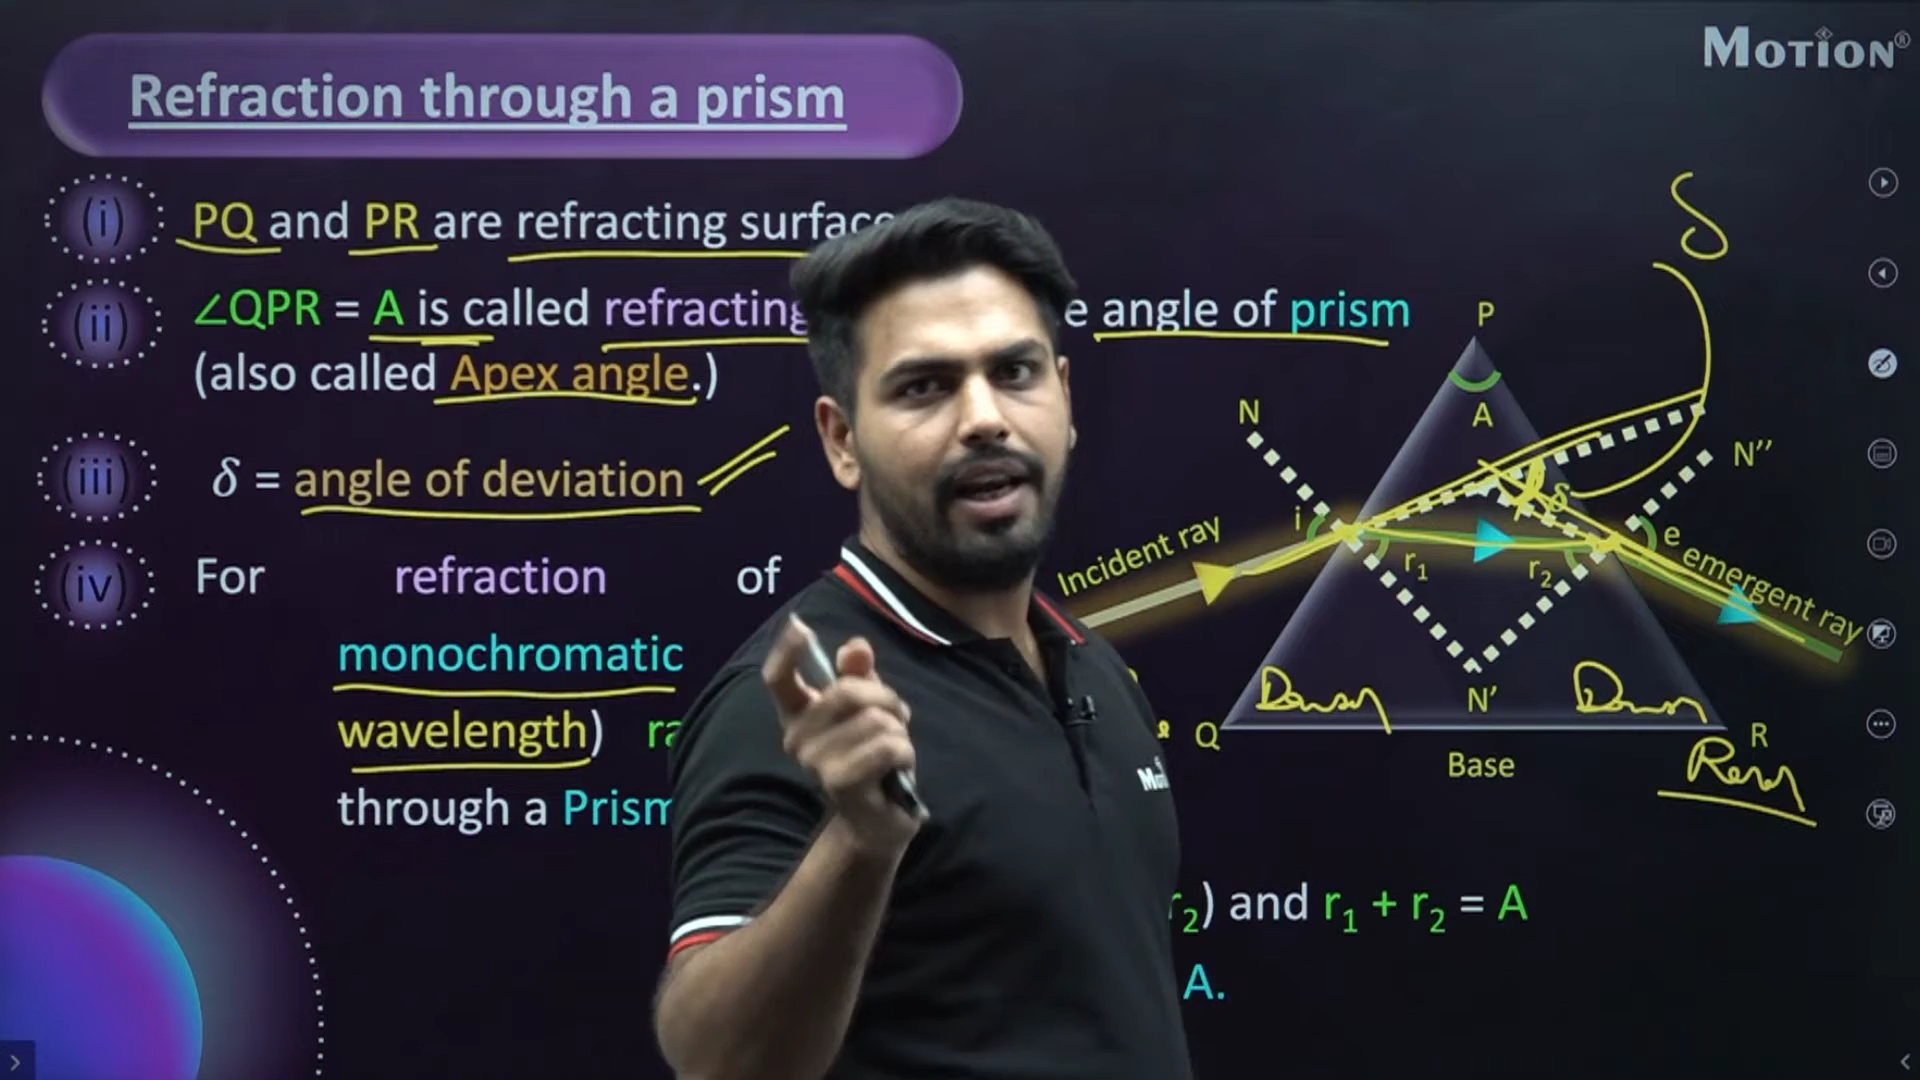 MOTION®
Refraction through a prism
(i) PQ and PR are refracting
(ii) ∠QPR = A is called refracting angle of prism
(also called Apex angle.)
(iii) δ = angle of deviation
(iv) For refraction of
monochromatic
wavelength)
through a Prism
r₂) and r₁ + r₂ = A
A.
δ
P
A
N
N''
i
δ
e
r₁
r₂
Incident ray
emergent ray
N'
Q
R
Base